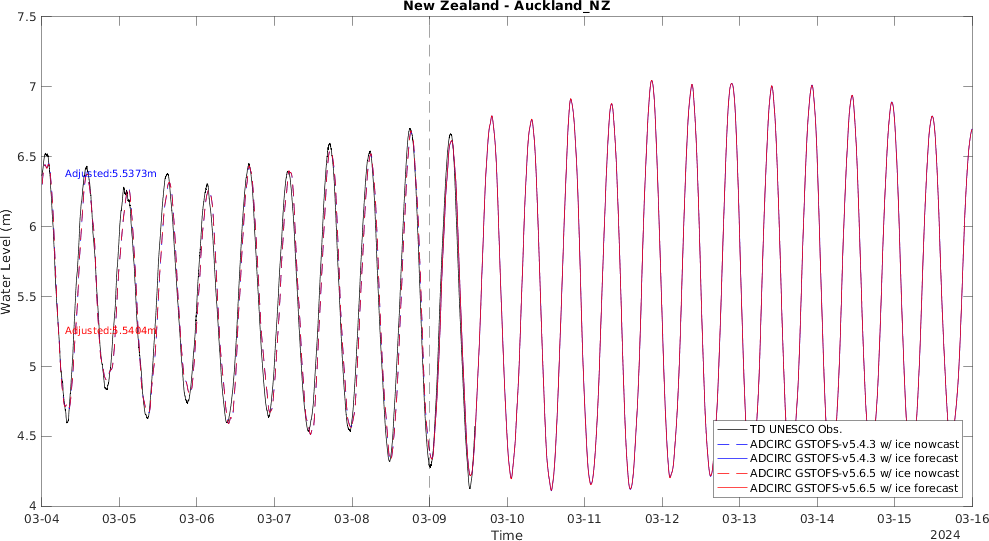 New Zealand - Auckland_NZ
7.5
7
6.5
6
5.5
5
4.5
4
Water Level (m)
Adjusted:5.5373m
Adjusted:5.5404m
TD UNESCO Obs.
ADCIRC GSTOFS-v5.4.3 w/ ice nowcast
ADCIRC GSTOFS-v5.4.3 w/ ice forecast
ADCIRC GSTOFS-v5.6.5 w/ ice nowcast
ADCIRC GSTOFS-v5.6.5 w/ ice forecast
03-04 03-05 03-06 03-07 03-08 03-09 03-10 03-11 03-12 03-13 03-14 03-15 03-16
Time
2024